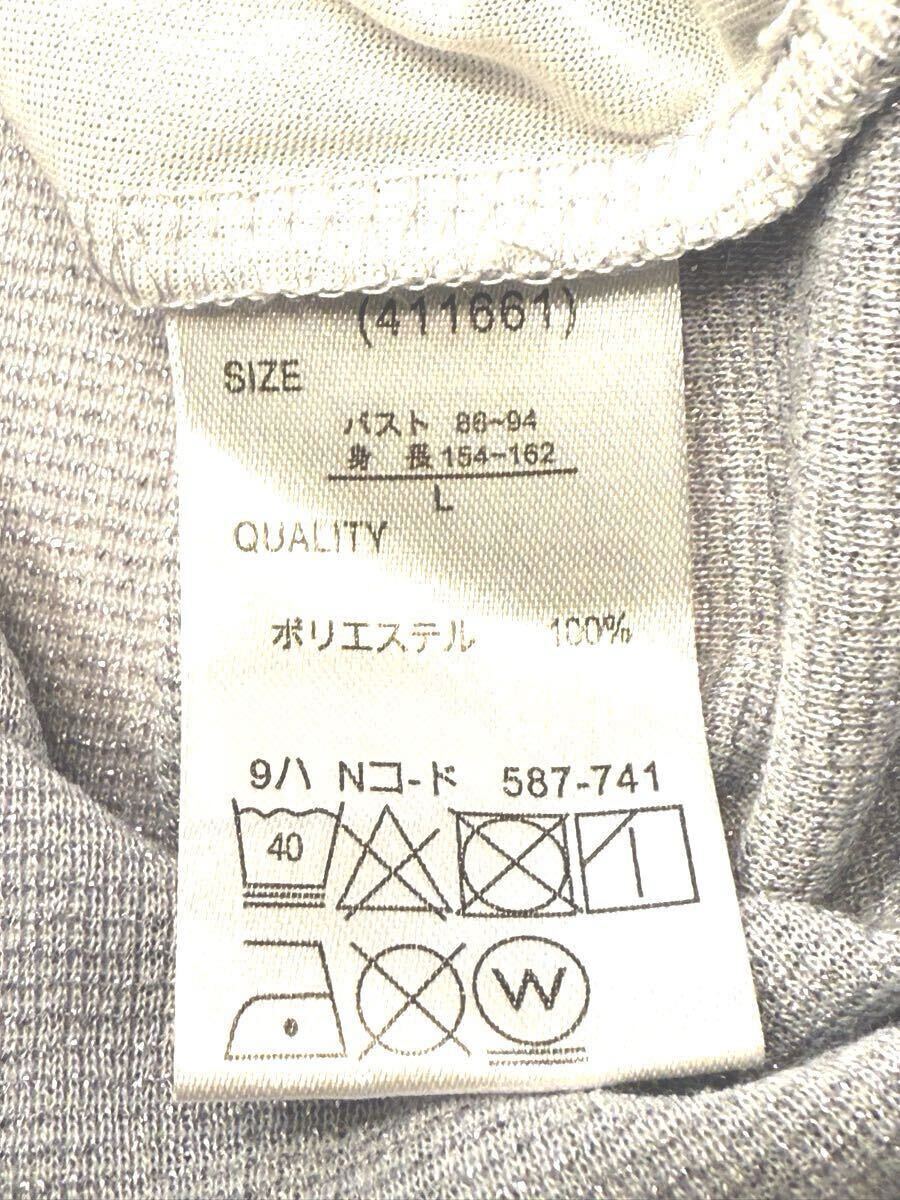 (411661)
SIZE
バスト 86~94
身長 154~162
L
QUALITY
ポリエステル 100%
9ハ Nコード 587-741
40
W